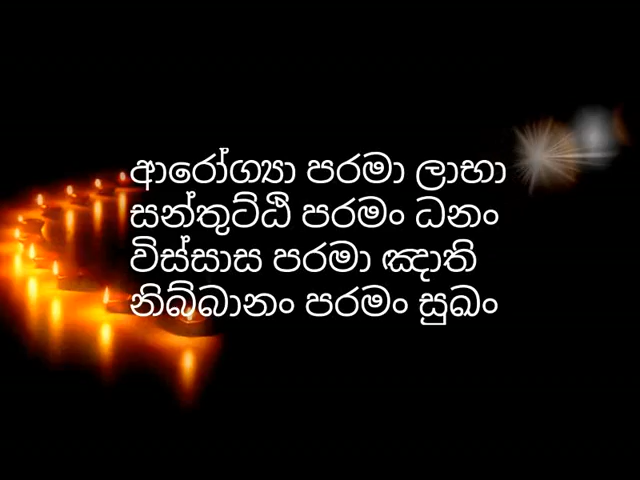 ආරෝග්‍යා පරමා ලාභා
සන්තුට්ඨි පරමං ධනං
විස්සාස පරමා ඤාති
නිබ්බානං පරමං සුඛං